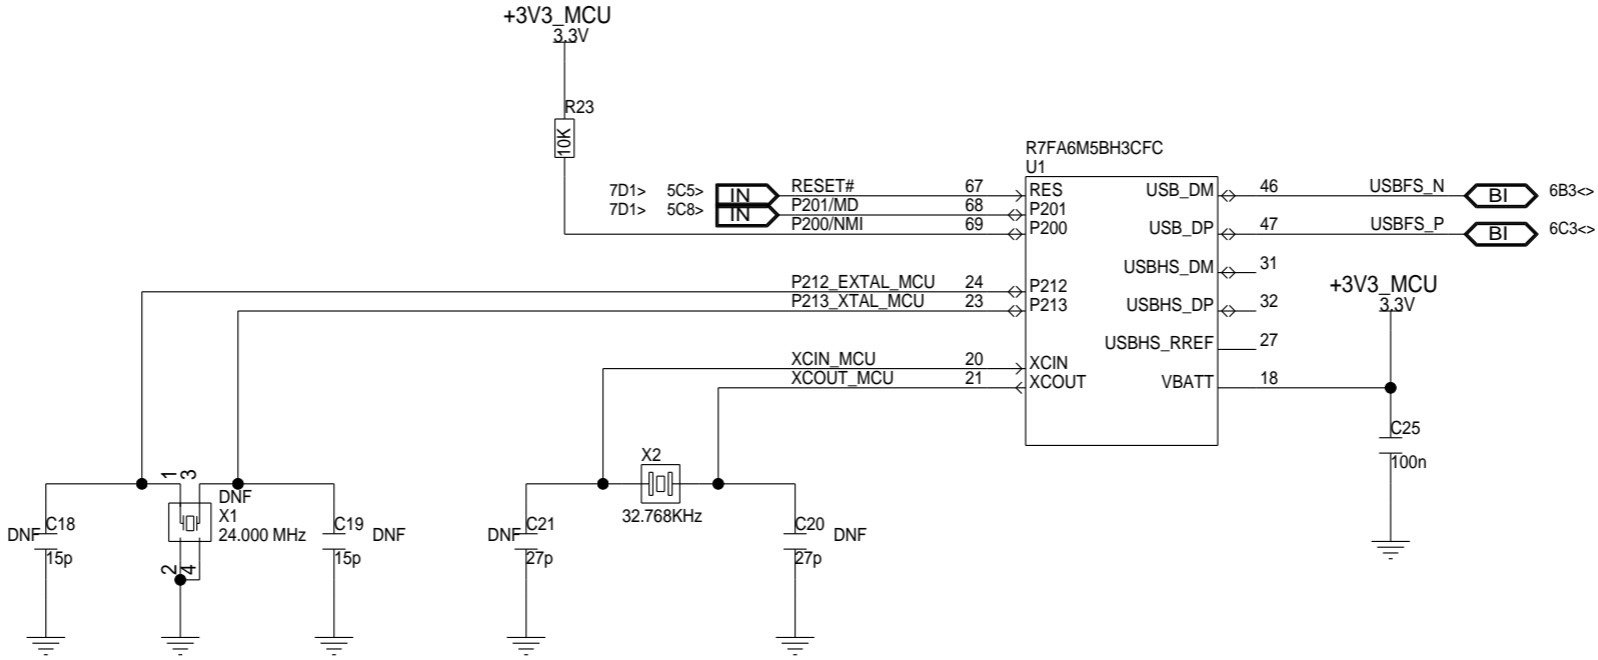 +3V3_MCU
3.3V
R23
10K
R7FA6M5BH3CFC
U1
7D1> 5C5> IN RESET# 67 RES
7D1> 5C8> IN P201/MD 68 P201
P200/NMI 69 P200
P212_EXTAL_MCU 24 P212
P213_XTAL_MCU 23 P213
XCIN_MCU 20 XCIN
XCOUT_MCU 21 XCOUT
USB_DM 46 USBFS_N BI 6B3<>
USB_DP 47 USBFS_P BI 6C3<>
USBHS_DM 31
USBHS_DP 32
USBHS_RREF 27
VBATT 18
+3V3_MCU
3.3V
C25
100n
1 3
DNF
X1
24.000 MHz
2 4
DNF C18
15p
C19 DNF
15p
X2
32.768KHz
DNF C21
27p
C20 DNF
27p